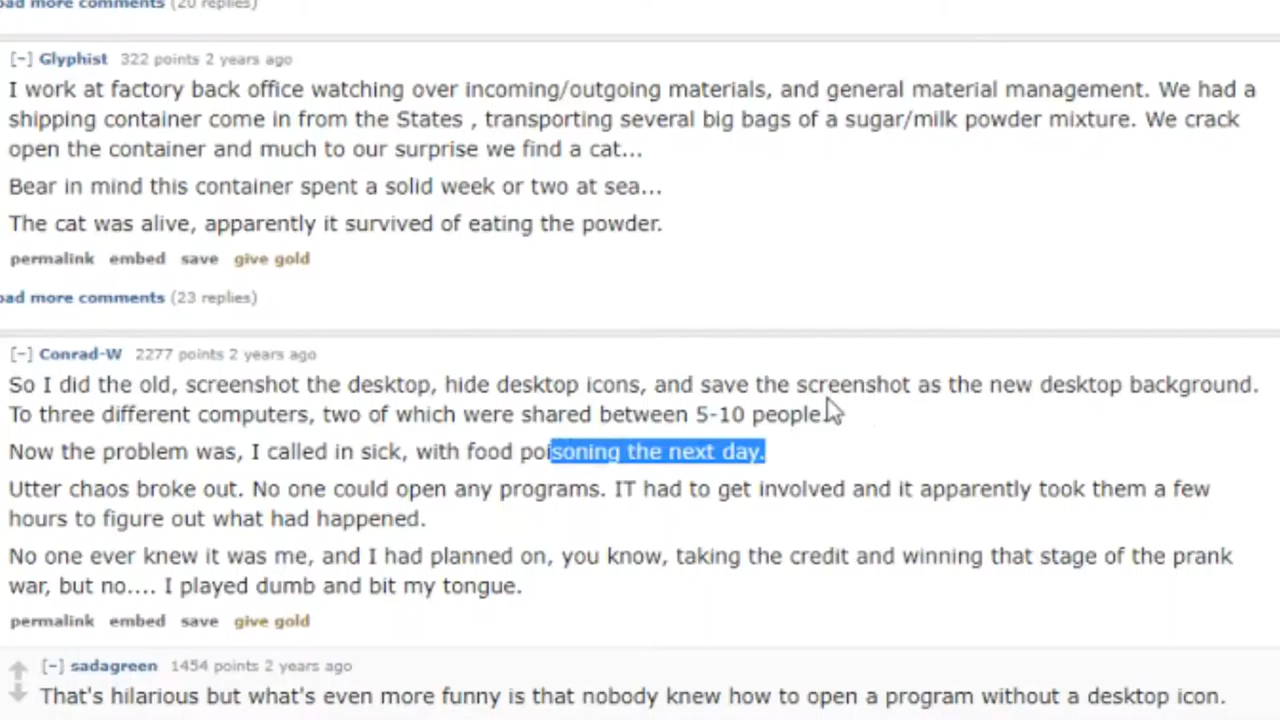 oad more comments (20 replies)
[-] Glyphist 322 points 2 years ago
I work at factory back office watching over incoming/outgoing materials, and general material management. We had a
shipping container come in from the States , transporting several big bags of a sugar/milk powder mixture. We crack
open the container and much to our surprise we find a cat...
Bear in mind this container spent a solid week or two at sea...
The cat was alive, apparently it survived of eating the powder.
permalink embed save give gold
oad more comments (23 replies)
[-] Conrad-W 2277 points 2 years ago
So I did the old, screenshot the desktop, hide desktop icons, and save the screenshot as the new desktop background.
To three different computers, two of which were shared between 5-10 people.
Now the problem was, I called in sick, with food poisoning the next day.
Utter chaos broke out. No one could open any programs. IT had to get involved and it apparently took them a few
hours to figure out what had happened.
No one ever knew it was me, and I had planned on, you know, taking the credit and winning that stage of the prank
war, but no.... I played dumb and bit my tongue.
permalink embed save give gold
[-] sadagreen 1454 points 2 years ago
That's hilarious but what's even more funny is that nobody knew how to open a program without a desktop icon.